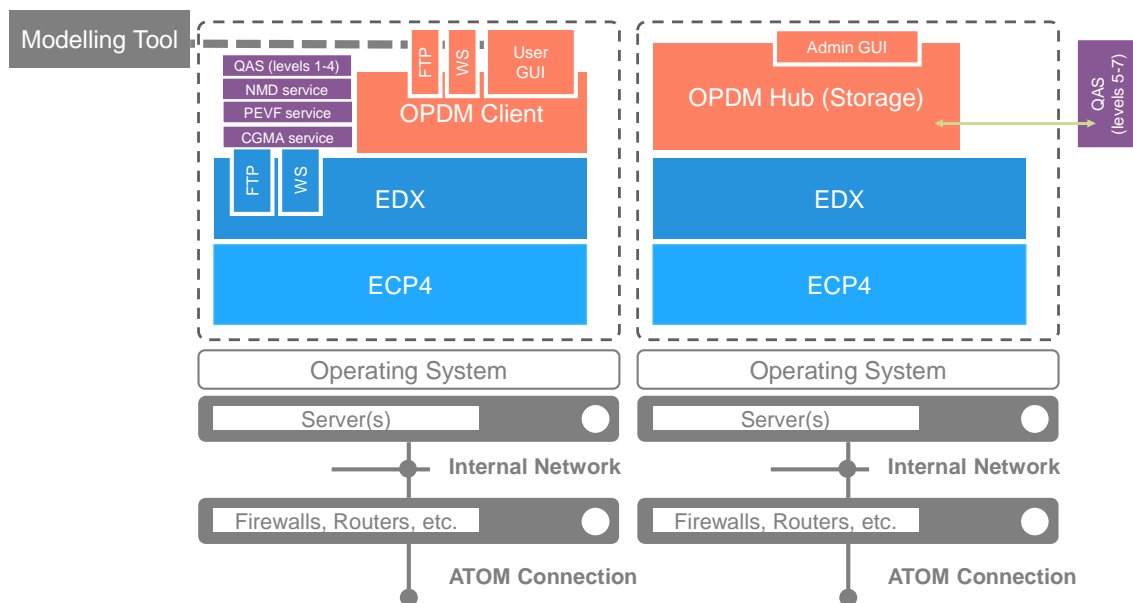 Modelling Tool
FTP
WS
User
GUI
QAS (levels 1-4)
NMD service
PEVF service
CGMA service
OPDM Client
FTP
WS
EDX
ECP4
Operating System
Server(s)
Internal Network
Firewalls, Routers, etc.
ATOM Connection
Admin GUI
OPDM Hub (Storage)
QAS
(levels 5-7)
EDX
ECP4
Operating System
Server(s)
Internal Network
Firewalls, Routers, etc.
ATOM Connection